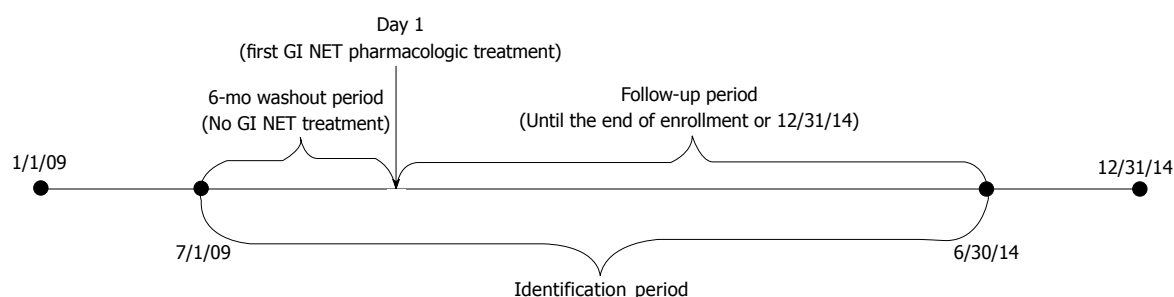 Day 1
(first GI NET pharmacologic treatment)
6-mo washout period
(No GI NET treatment)
Follow-up period
(Until the end of enrollment or 12/31/14)
1/1/09
12/31/14
7/1/09
6/30/14
Identification period